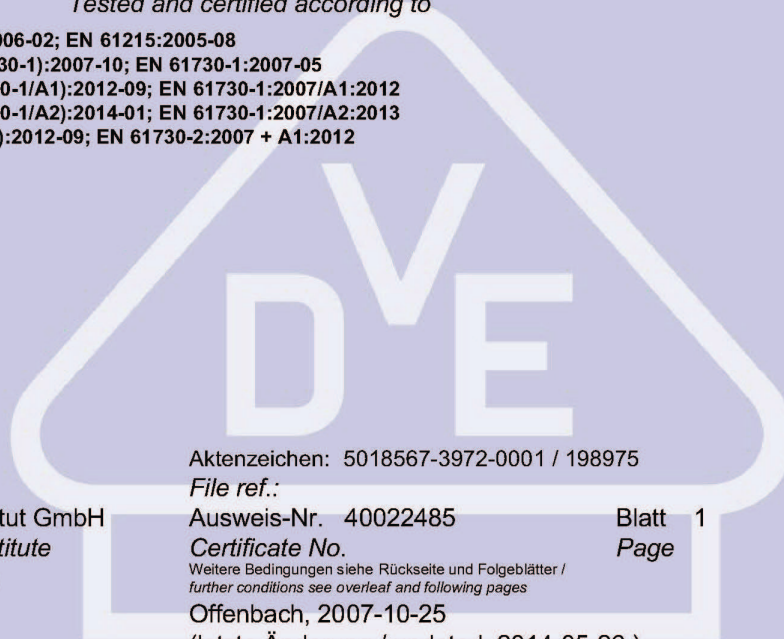 Tested and certified according to
006-02; EN 61215:2005-08
30-1):2007-10; EN 61730-1:2007-05
0-1/A1):2012-09; EN 61730-1:2007/A1:2012
0-1/A2):2014-01; EN 61730-1:2007/A2:2013
):2012-09; EN 61730-2:2007 + A1:2012
DVE
Aktenzeichen: 5018567-3972-0001 / 198975
File ref.:
tut GmbH Ausweis-Nr. 40022485 Blatt 1
titute Certificate No. Page
Weitere Bedingungen siehe Rückseite und Folgeblätter /
further conditions see overleaf and following pages
Offenbach, 2007-10-25